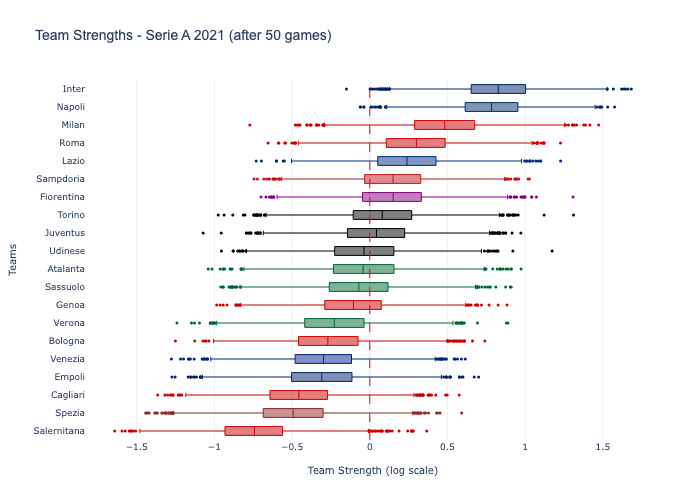 Team Strengths - Serie A 2021 (after 50 games)
Inter
Napoli
Milan
Roma
Lazio
Sampdoria
Fiorentina
Torino
Juventus
Udinese
Atalanta
Sassuolo
Genoa
Verona
Bologna
Venezia
Empoli
Cagliari
Spezia
Salernitana
Teams
−1.5 −1 −0.5 0 0.5 1 1.5
Team Strength (log scale)